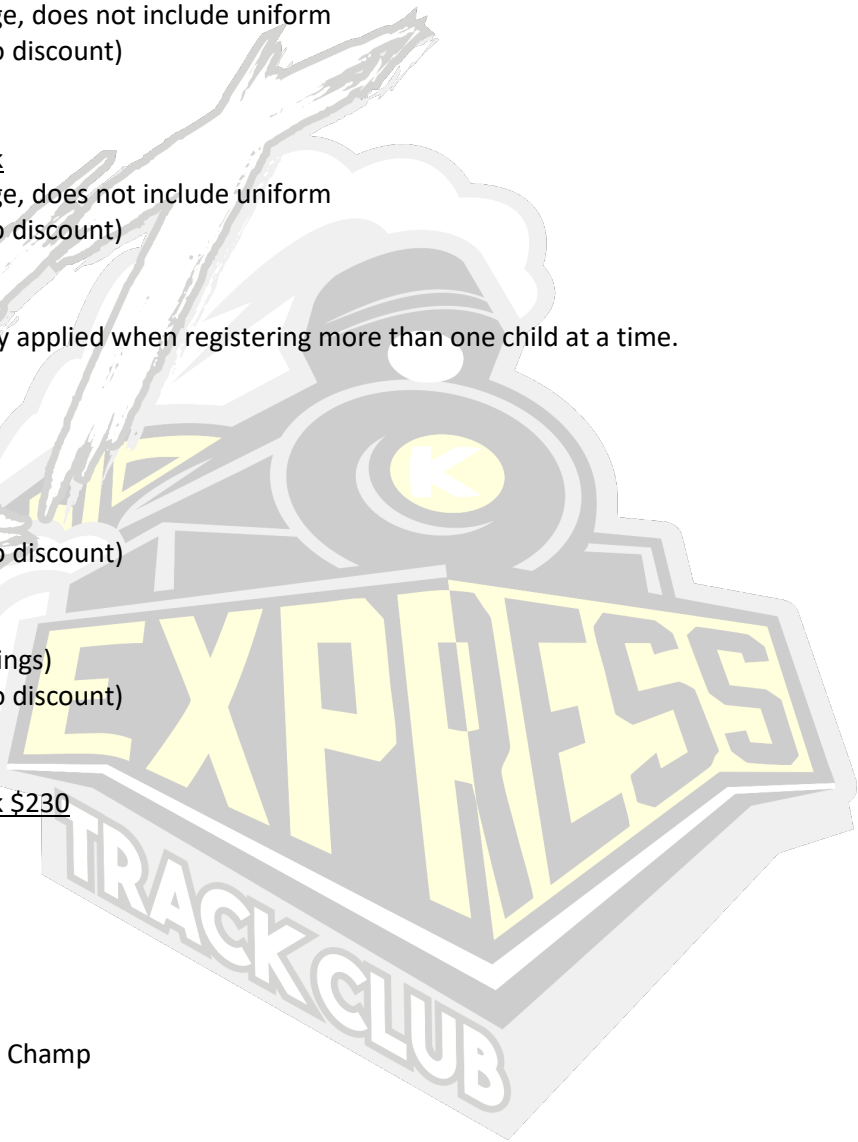 ge, does not include uniform
o discount)
k
ge, does not include uniform
o discount)
y applied when registering more than one child at a time.
K
o discount)
EXPRESS
ings)
o discount)
k $230
TRACK CLUB
Champ